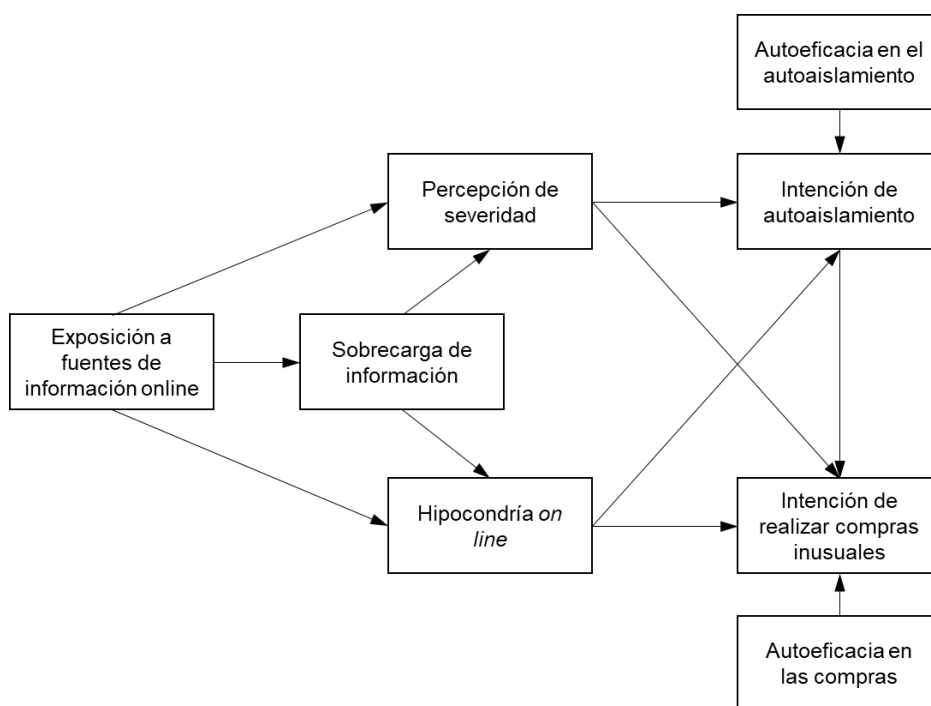 Autoeficacia en el
autoaislamiento
Percepción de
severidad
Intención de
autoaislamiento
Exposición a
fuentes de
información online
Sobrecarga de
información
Hipocondría on
line
Intención de
realizar compras
inusuales
Autoeficacia en
las compras